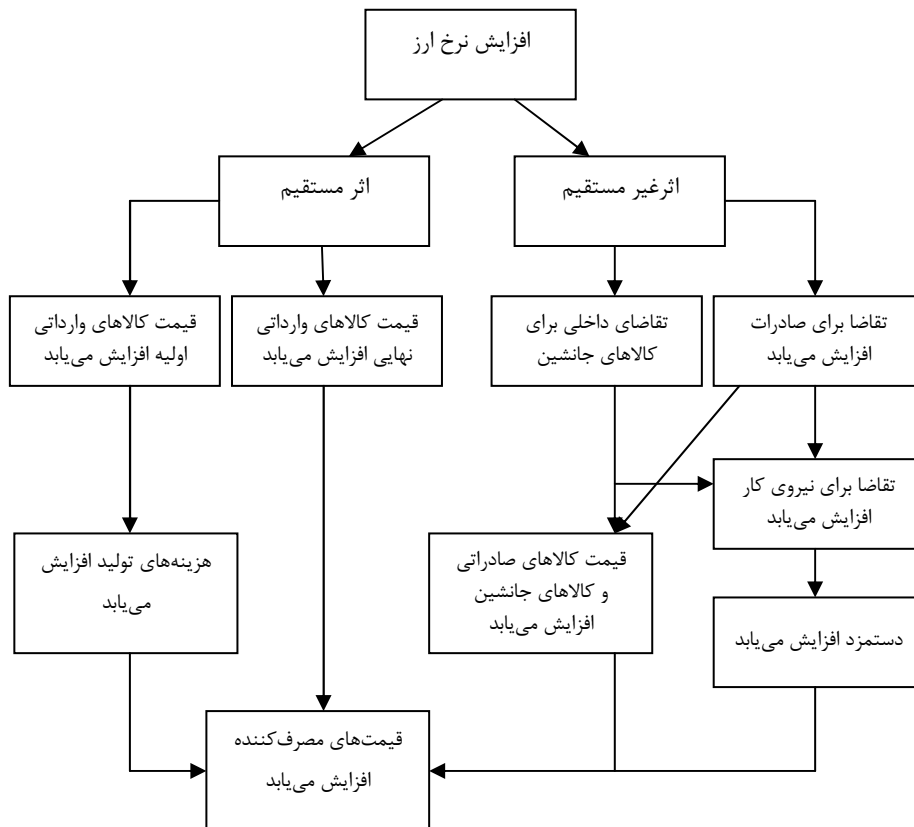 افزایش نرخ ارز
اثر مستقیم
اثرغیر مستقیم
قیمت کالاهای وارداتی
اولیه افزایش می‌یابد
قیمت کالاهای وارداتی
نهایی افزایش می‌یابد
تقاضای داخلی برای
کالاهای جانشین
تقاضا برای صادرات
افزایش می‌یابد
تقاضا برای نیروی کار
افزایش می‌یابد
هزینه‌های تولید افزایش
می‌یابد
قیمت کالاهای صادراتی
و کالاهای جانشین
افزایش می‌یابد
دستمزد افزایش می‌یابد
قیمت‌های مصرف‌کننده
افزایش می‌یابد